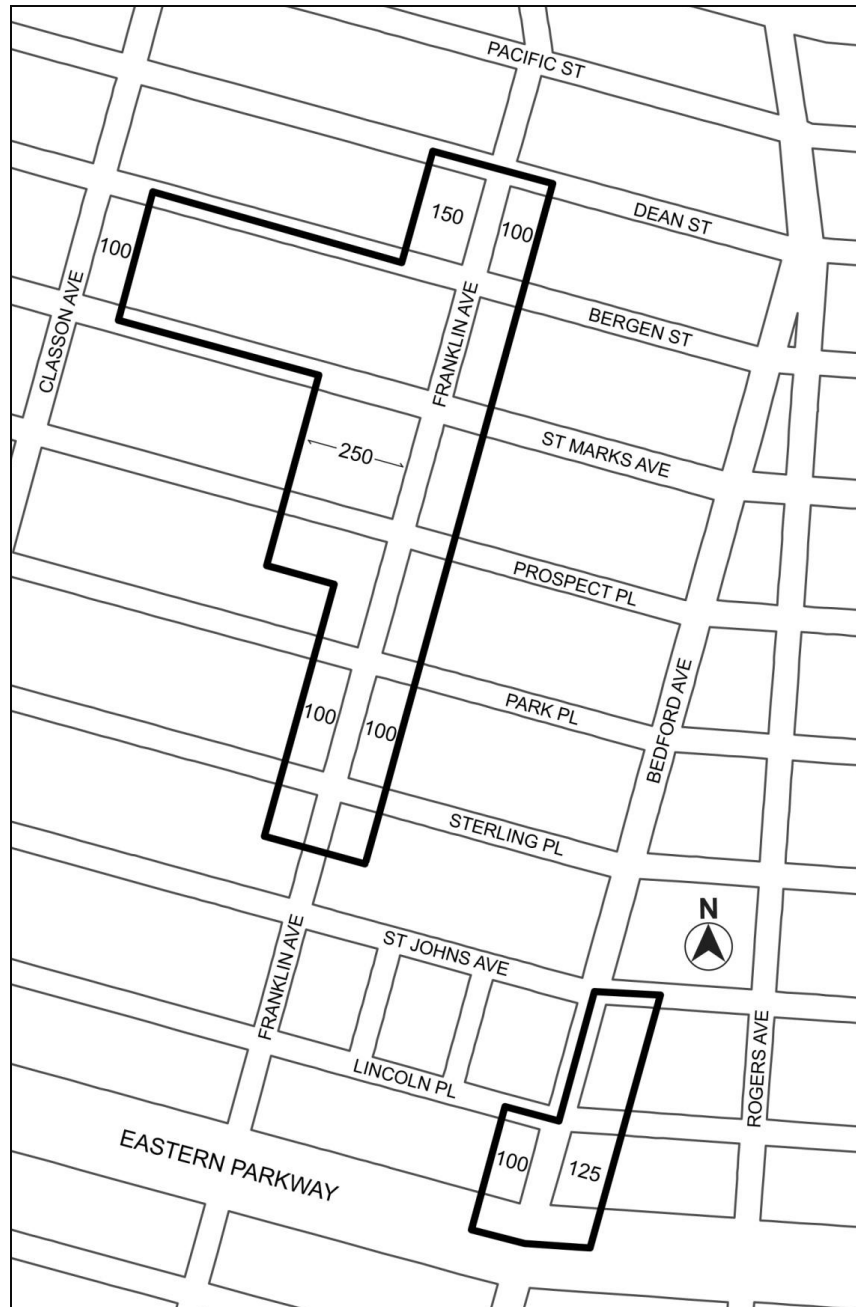 PACIFIC ST
150
100
DEAN ST
100
BERGEN ST
CLASSON AVE
FRANKLIN AVE
250
ST MARKS AVE
PROSPECT PL
100
100
PARK PL
BEDFORD AVE
STERLING PL
N
ST JOHNS AVE
FRANKLIN AVE
ROGERS AVE
LINCOLN PL
EASTERN PARKWAY
100
125